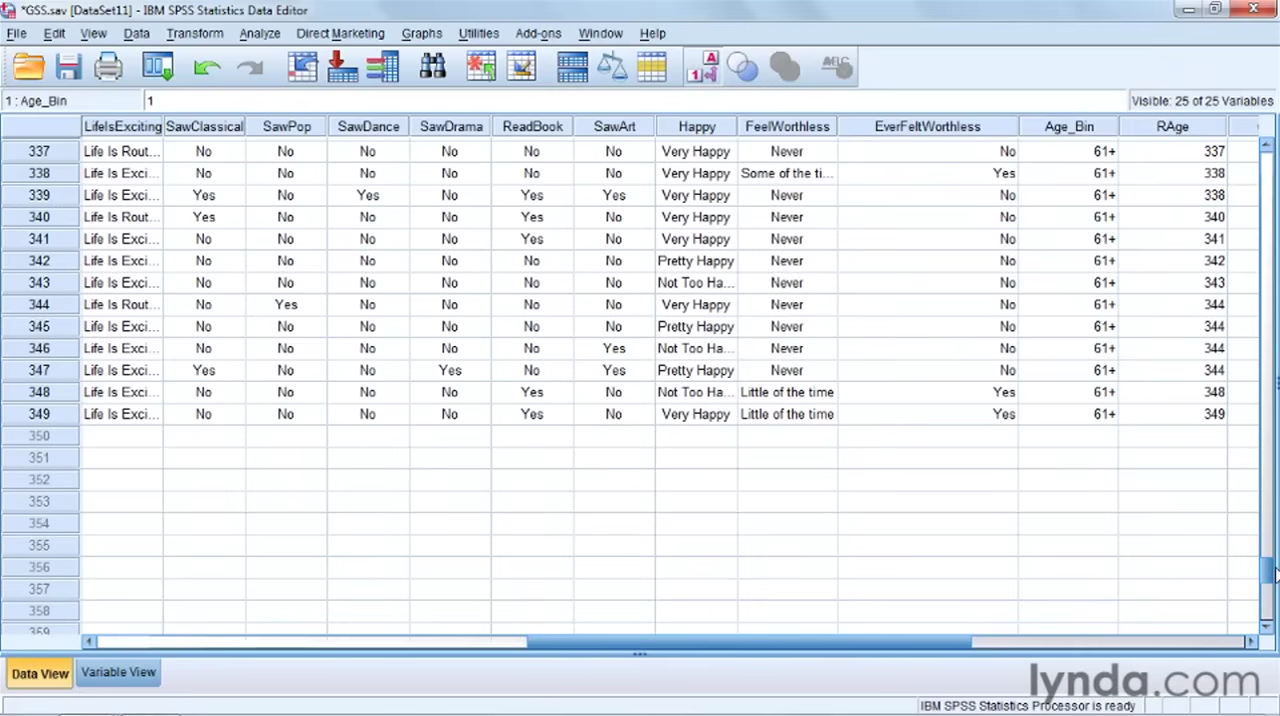 *GSS.sav [DataSet11] - IBM SPSS Statistics Data Editor
File Edit View Data Transform Analyze Direct Marketing Graphs Utilities Add-ons Window Help
1 : Age_Bin 1 Visible: 25 of 25 Variables
LifeIsExciting SawClassical SawPop SawDance SawDrama ReadBook SawArt Happy FeelWorthless EverFeltWorthless Age_Bin RAge
337 Life Is Rout... No No No No No No Very Happy Never No 61+ 337
338 Life Is Exci... No No No No No No Very Happy Some of the ti... Yes 61+ 338
339 Life Is Exci... Yes No Yes No Yes Yes Very Happy Never No 61+ 338
340 Life Is Rout... Yes No No No Yes No Very Happy Never No 61+ 340
341 Life Is Exci... No No No No Yes No Very Happy Never No 61+ 341
342 Life Is Exci... No No No No No No Pretty Happy Never No 61+ 342
343 Life Is Exci... No No No No No No Not Too Ha... Never No 61+ 343
344 Life Is Rout... No Yes No No No No Very Happy Never No 61+ 344
345 Life Is Exci... No No No No No No Pretty Happy Never No 61+ 344
346 Life Is Exci... No No No No No Yes Not Too Ha... Never No 61+ 344
347 Life Is Exci... Yes No No Yes No Yes Pretty Happy Never No 61+ 344
348 Life Is Exci... No No No No Yes No Not Too Ha... Little of the time Yes 61+ 348
349 Life Is Exci... No No No No Yes No Very Happy Little of the time Yes 61+ 349
350
351
352
353
354
355
356
357
358
359
Data View Variable View
lynda.com
IBM SPSS Statistics Processor is ready